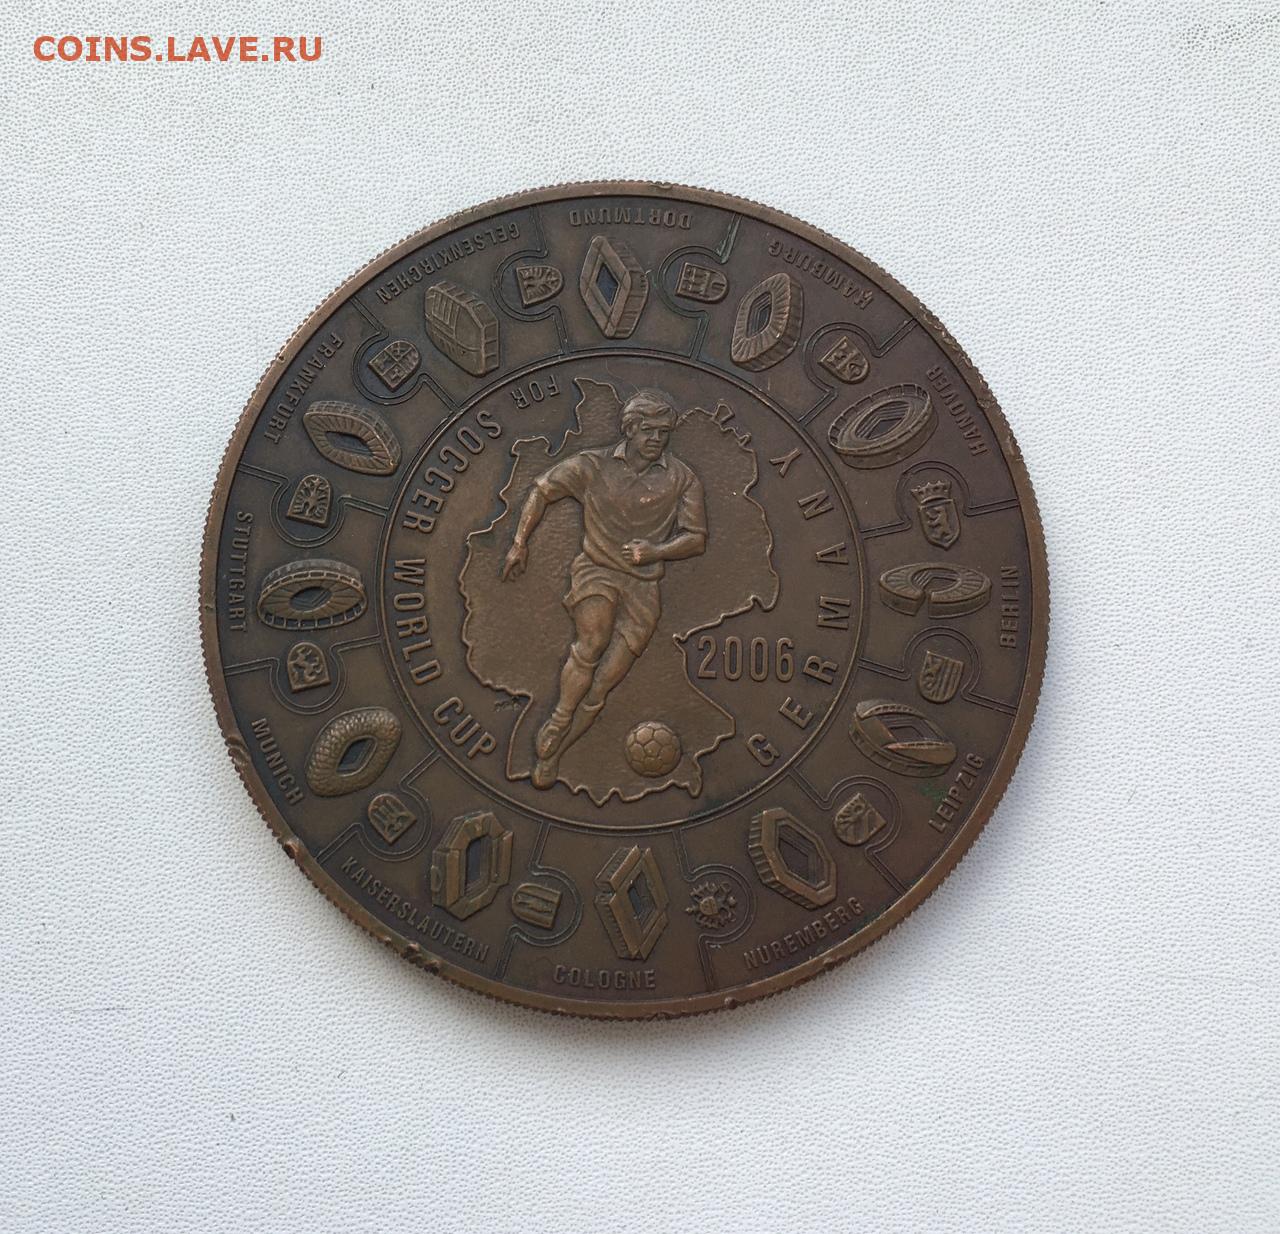 COINS.LAVE.RU
DORTMUND
HAMBURG
HANOVER
BERLIN
LEIPZIG
NUREMBERG
COLOGNE
KAISERSLAUTERN
MUNICH
STUTTGART
FRANKFURT
GELSENKIRCHEN
FOR SOCCER WORLD CUP
GERMANY
2006